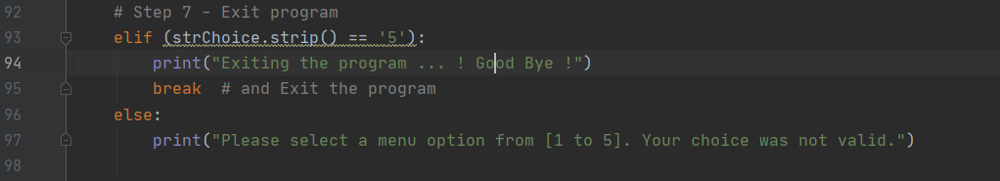 92 # Step 7 - Exit program
93 elif (strChoice.strip() == '5'):
94 print("Exiting the program ... ! Good Bye !")
95 break  # and Exit the program
96 else:
97 print("Please select a menu option from [1 to 5]. Your choice was not valid.")
98